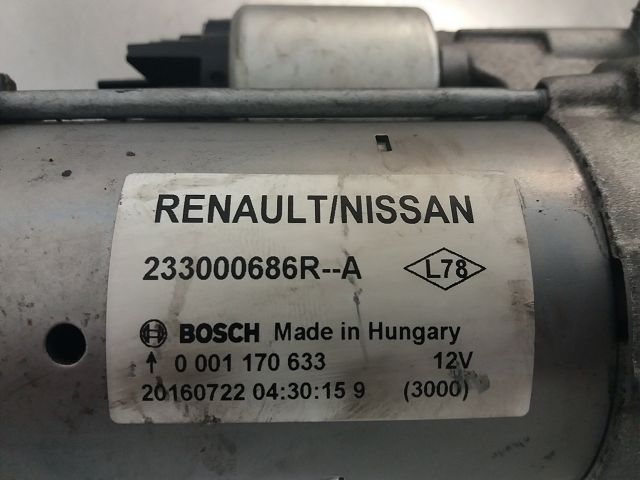 RENAULT/NISSAN
233000686R--A L78
BOSCH Made in Hungary
↑ 0 001 170 633 12V
20160722 04:30:15 9 (3000)